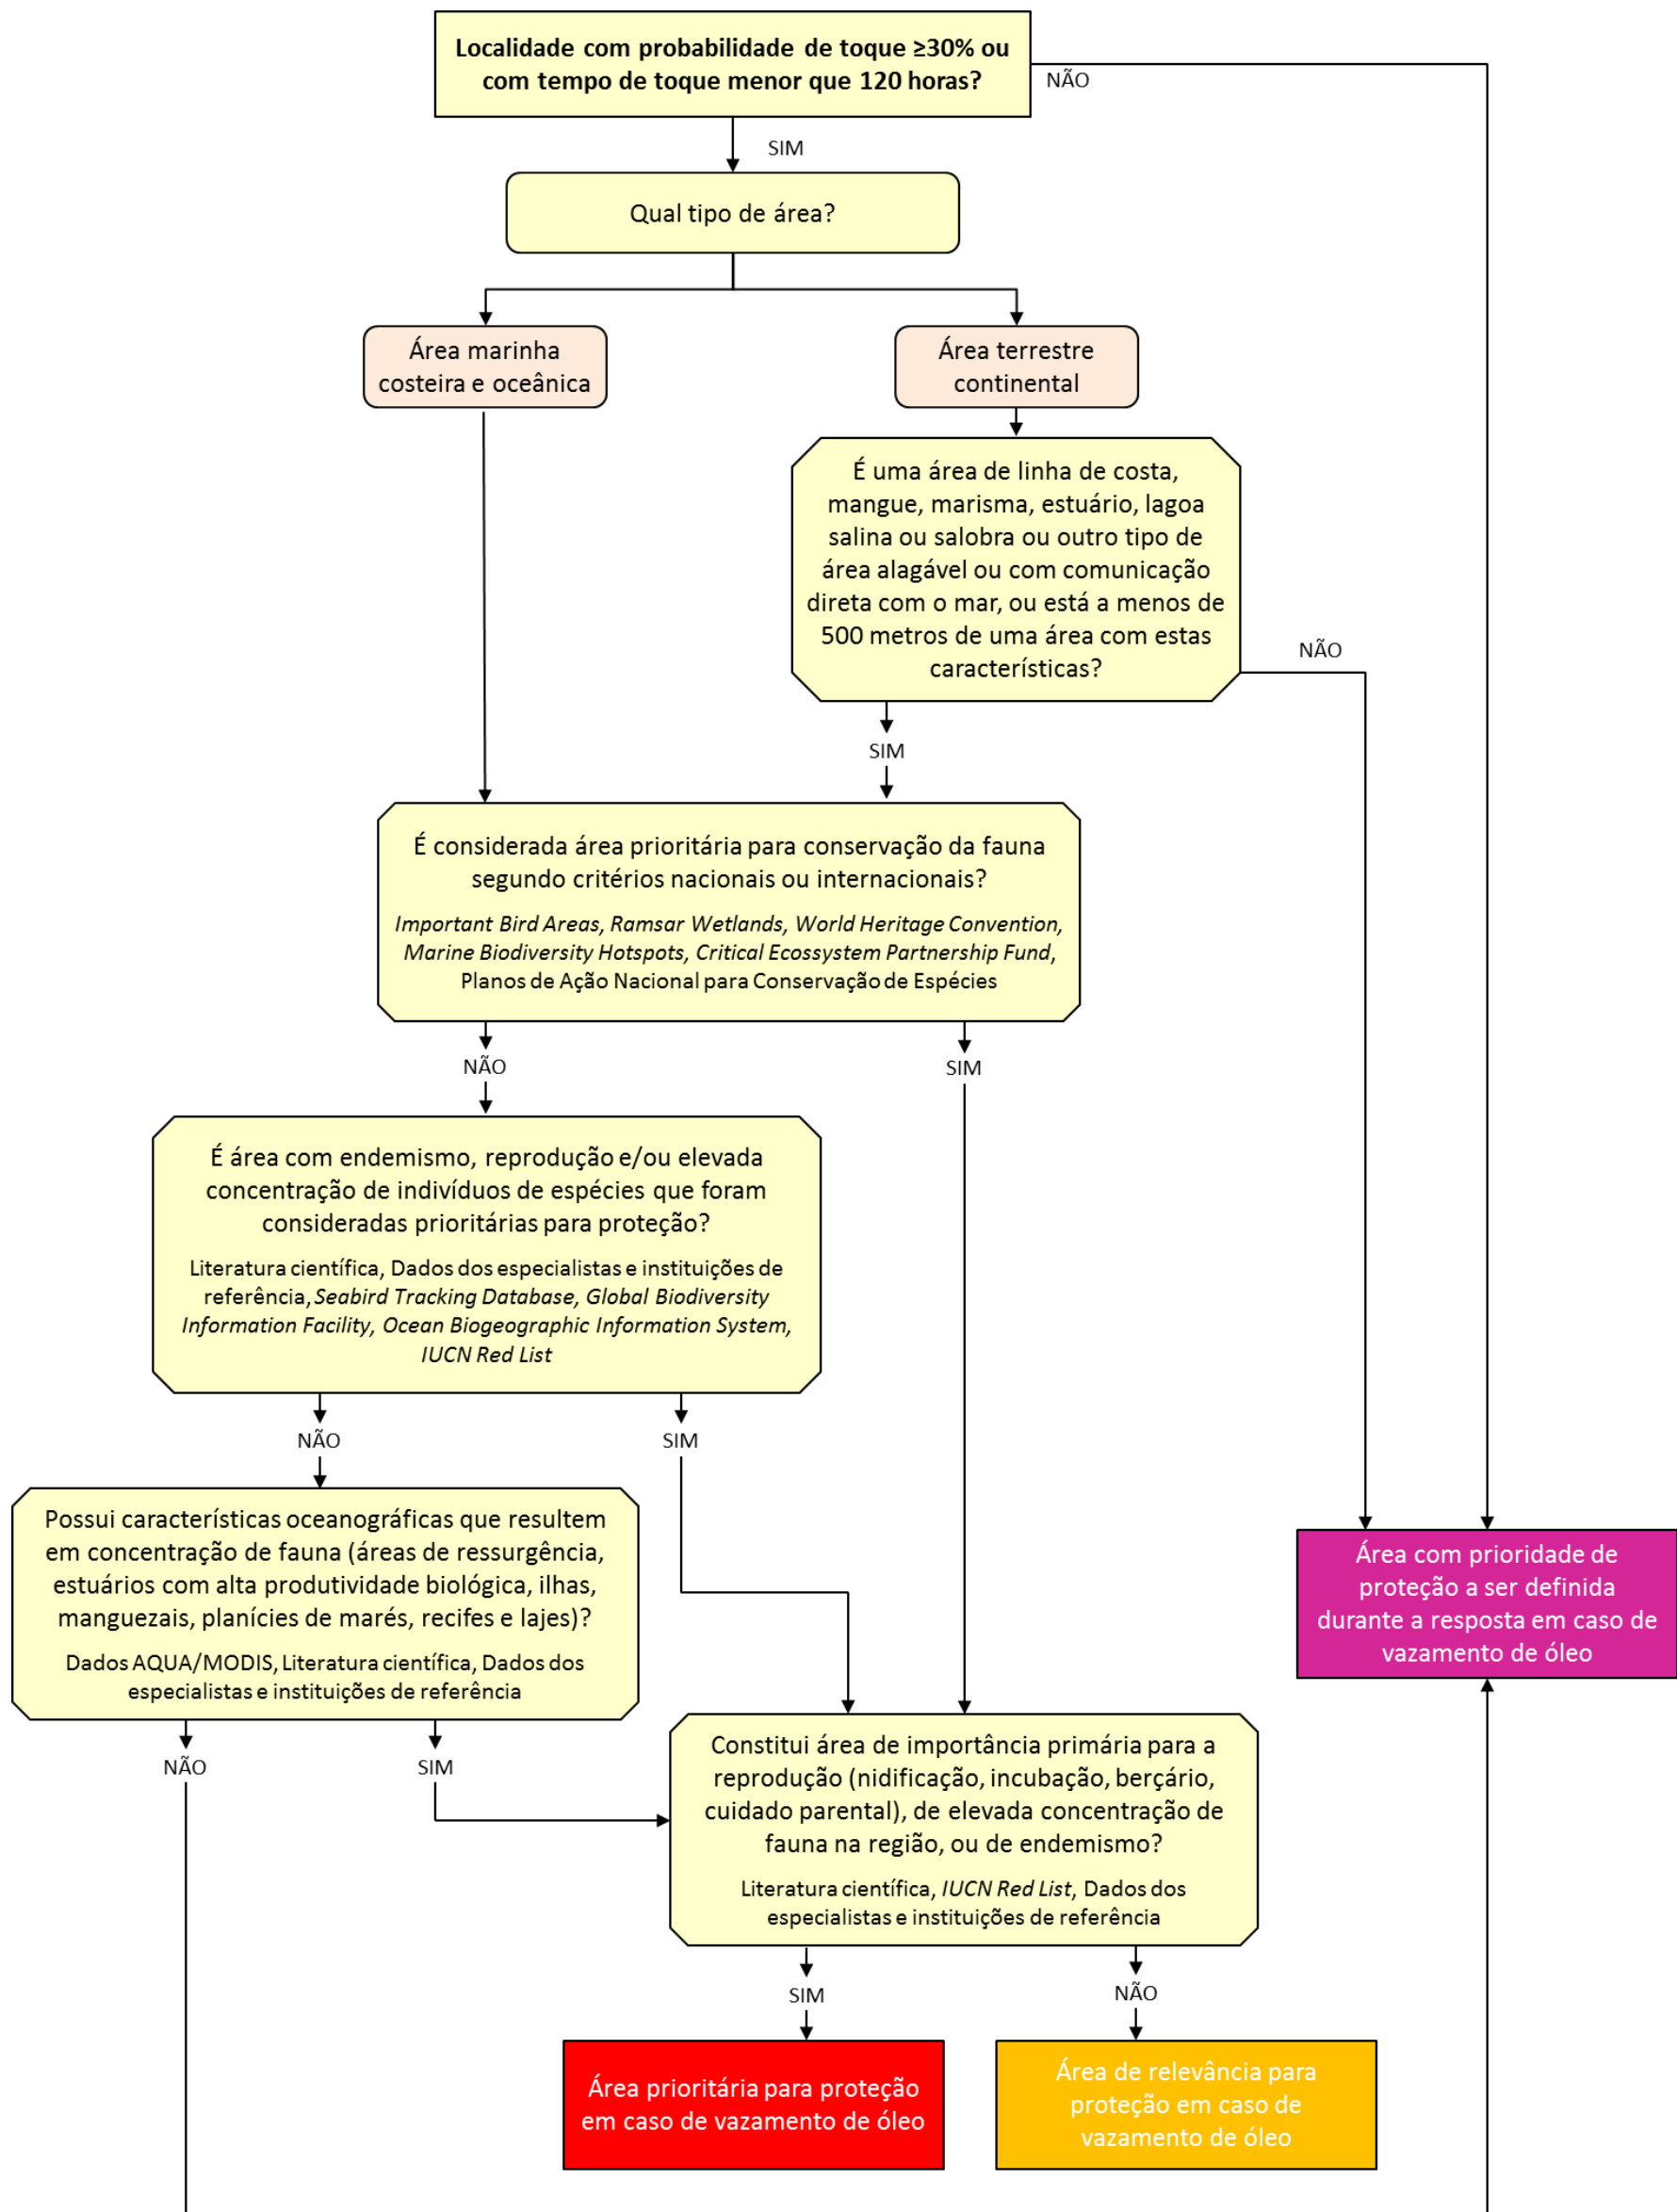 Localidade com probabilidade de toque ≥30% ou
com tempo de toque menor que 120 horas?
NÃO
SIM
Qual tipo de área?
Área marinha
costeira e oceânica
Área terrestre
continental
É uma área de linha de costa,
mangue, marisma, estuário, lagoa
salina ou salobra ou outro tipo de
área alagável ou com comunicação
direta com o mar, ou está a menos de
500 metros de uma área com estas
características?
NÃO
SIM
É considerada área prioritária para conservação da fauna
segundo critérios nacionais ou internacionais?
Important Bird Areas, Ramsar Wetlands, World Heritage Convention,
Marine Biodiversity Hotspots, Critical Ecossystem Partnership Fund,
Planos de Ação Nacional para Conservação de Espécies
NÃO
SIM
É área com endemismo, reprodução e/ou elevada
concentração de indivíduos de espécies que foram
consideradas prioritárias para proteção?
Literatura científica, Dados dos especialistas e instituições de
referência, Seabird Tracking Database, Global Biodiversity
Information Facility, Ocean Biogeographic Information System,
IUCN Red List
NÃO
SIM
Possui características oceanográficas que resultem
em concentração de fauna (áreas de ressurgência,
estuários com alta produtividade biológica, ilhas,
manguezais, planícies de marés, recifes e lajes)?
Dados AQUA/MODIS, Literatura científica, Dados dos
especialistas e instituições de referência
Área com prioridade de
proteção a ser definida
durante a resposta em caso de
vazamento de óleo
NÃO
SIM
Constitui área de importância primária para a
reprodução (nidificação, incubação, berçário,
cuidado parental), de elevada concentração de
fauna na região, ou de endemismo?
Literatura científica, IUCN Red List, Dados dos
especialistas e instituições de referência
SIM
NÃO
Área prioritária para proteção
em caso de vazamento de óleo
Área de relevância para
proteção em caso de
vazamento de óleo